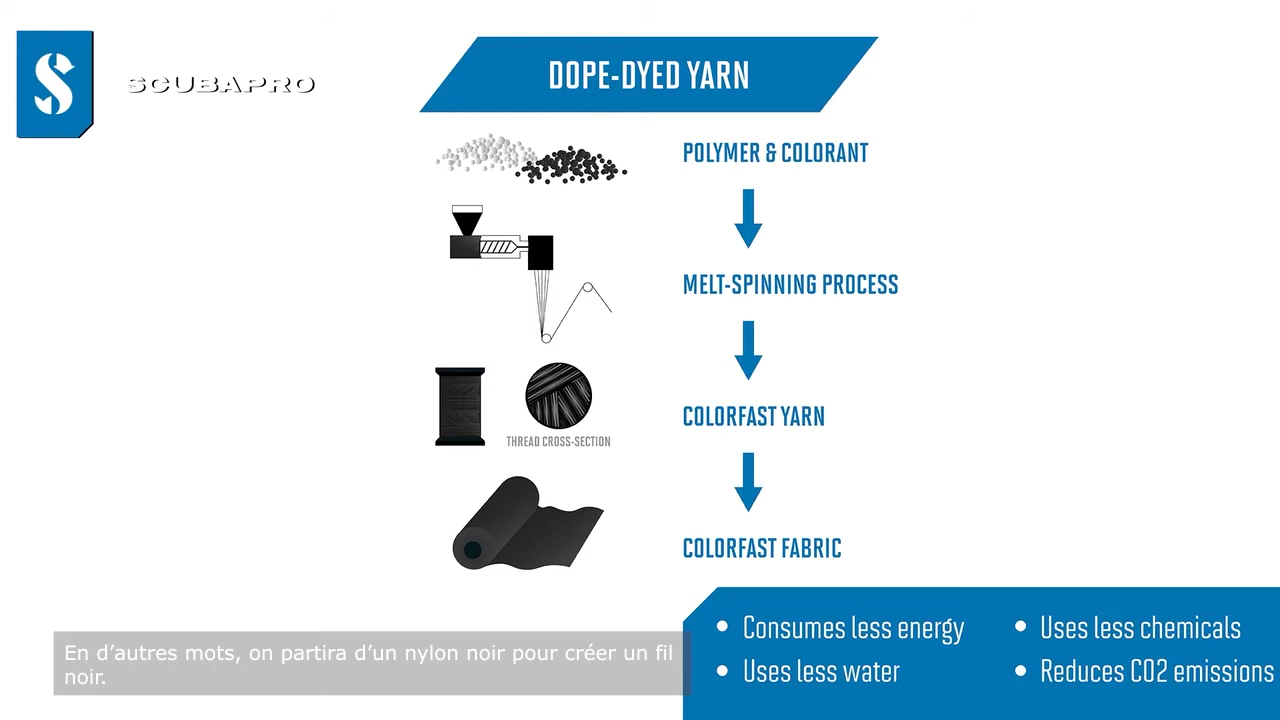 SCUBAPRO
DOPE-DYED YARN
POLYMER & COLORANT
MELT-SPINNING PROCESS
COLORFAST YARN
THREAD CROSS-SECTION
COLORFAST FABRIC
• Consumes less energy
• Uses less water
• Uses less chemicals
• Reduces CO2 emissions
En d’autres mots, on partira d’un nylon noir pour créer un fil
noir.